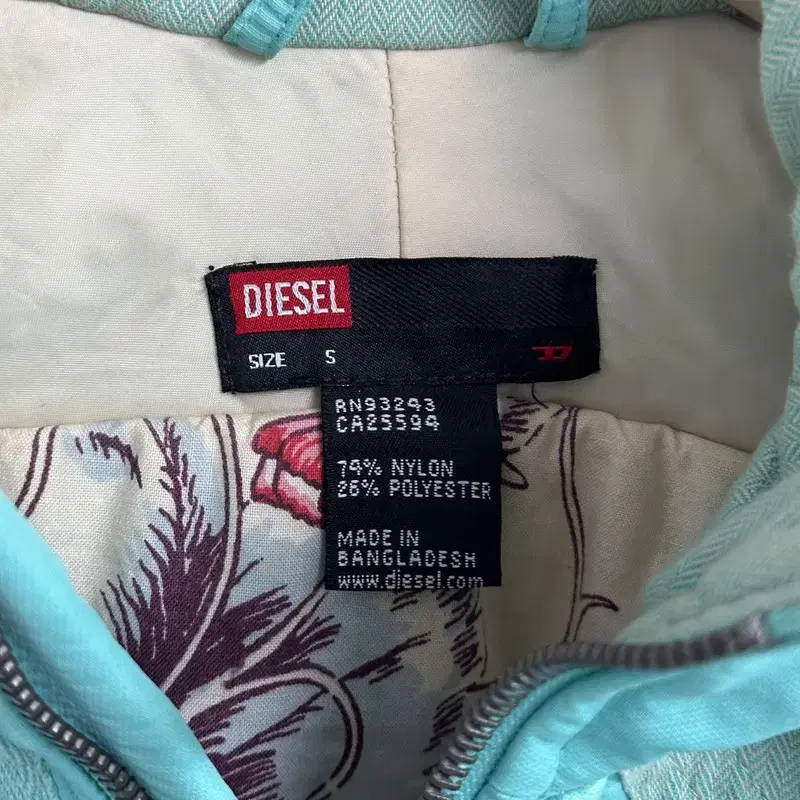 DIESEL
SIZE S
RN93243
CA25594
74% NYLON
26% POLYESTER
MADE IN
BANGLADESH
www.diesel.com